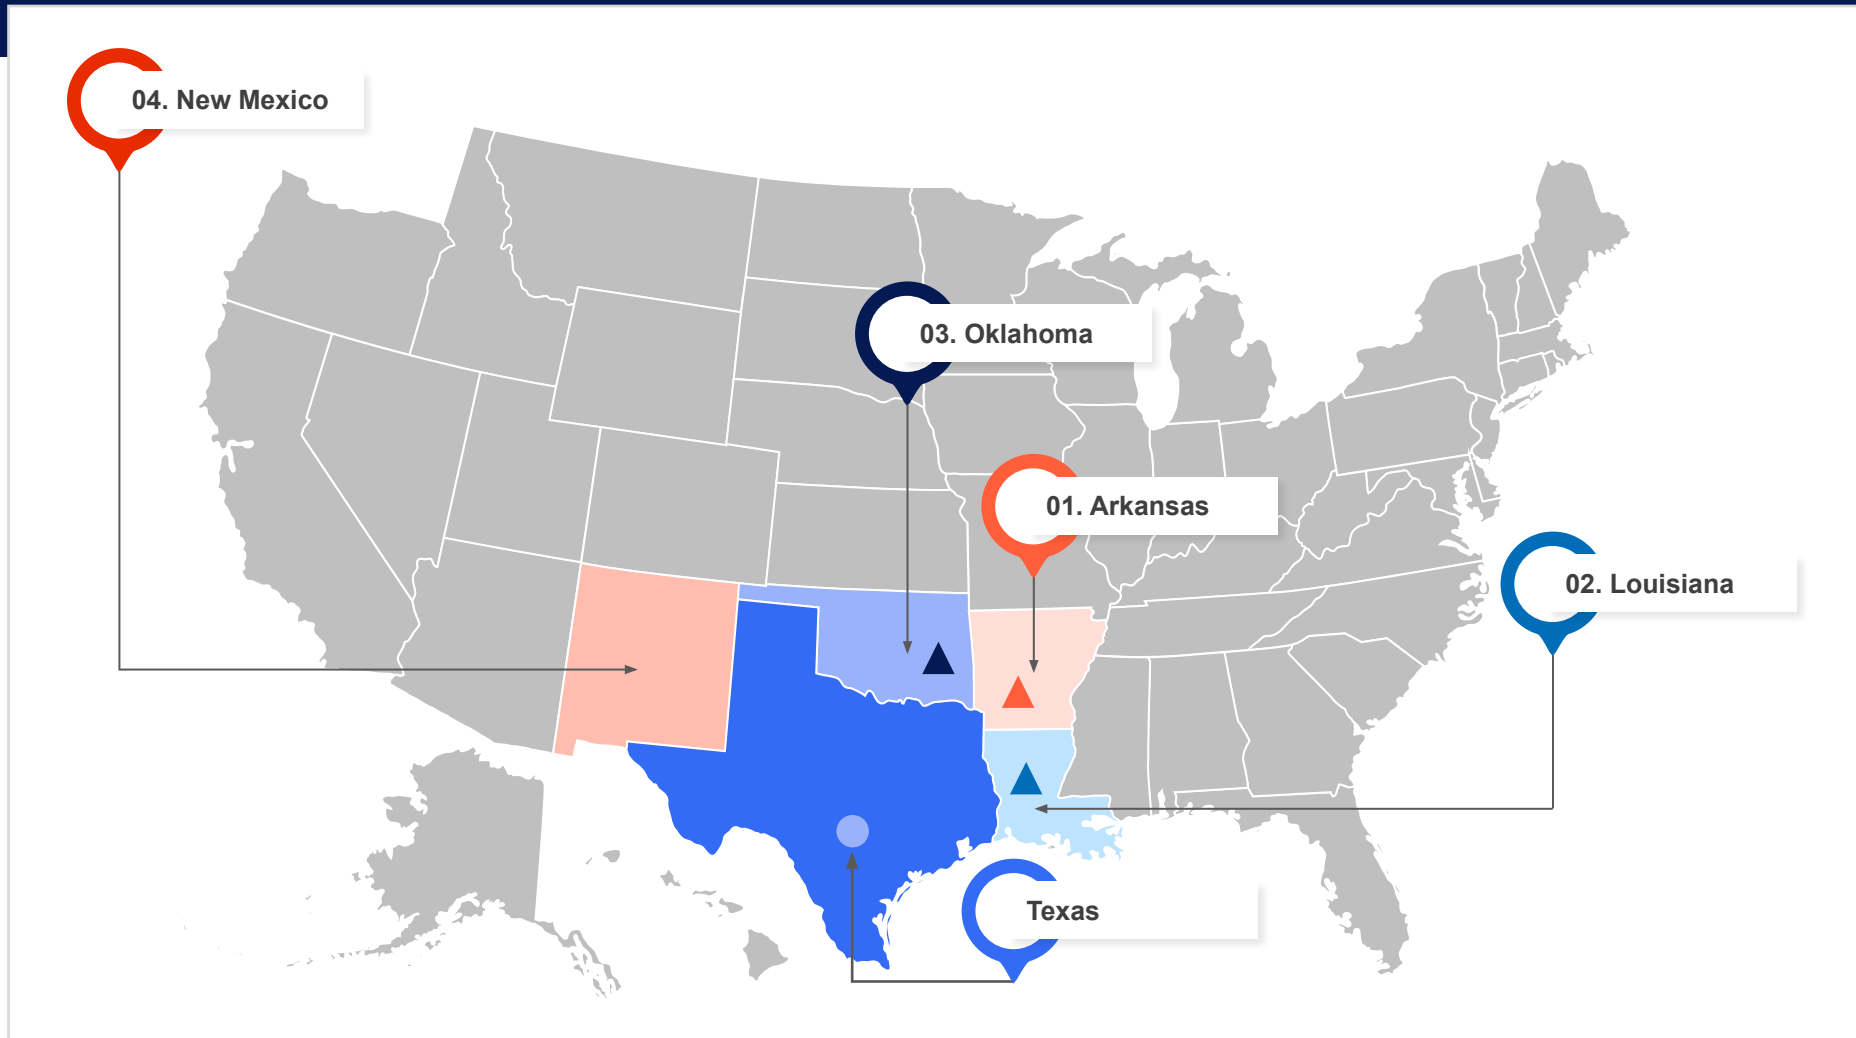 04. New Mexico
03. Oklahoma
01. Arkansas
02. Louisiana
Texas